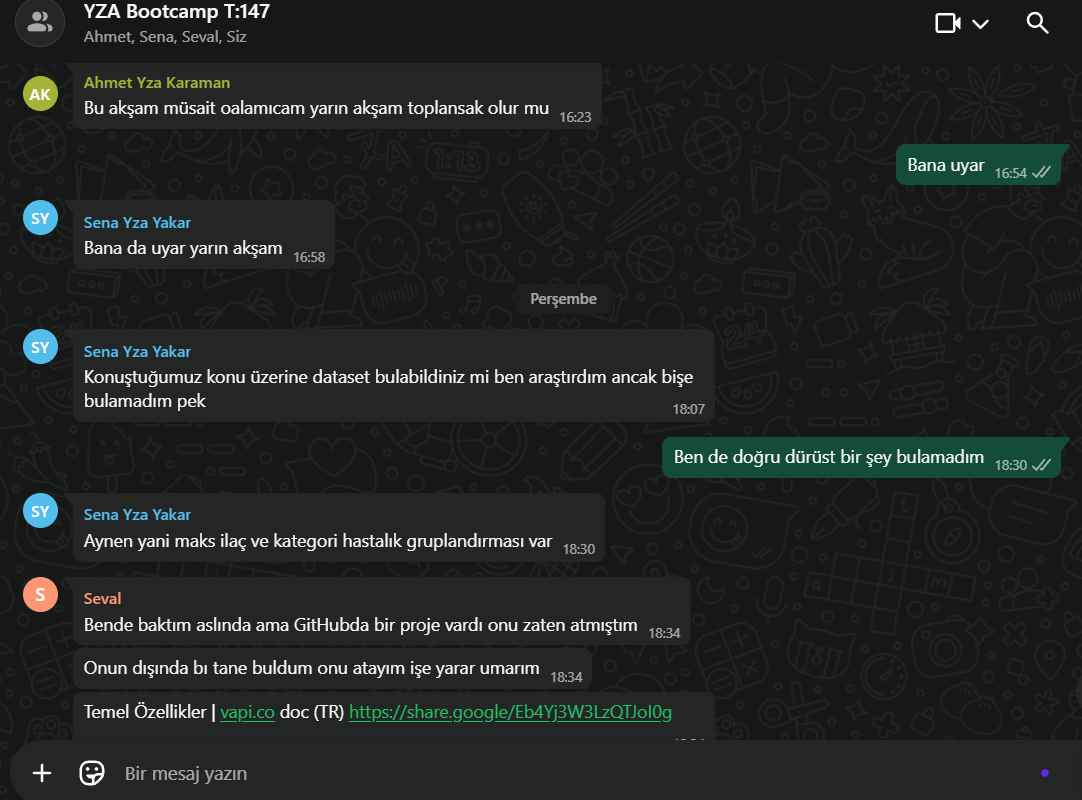 YZA Bootcamp T:147
Ahmet, Sena, Seval, Siz
AK
Ahmet Yza Karaman
Bu akşam müsait oalamıcam yarın akşam toplansak olur mu 16:23
Bana uyar 16:54
SY
Sena Yza Yakar
Bana da uyar yarın akşam 16:58
Perşembe
SY
Sena Yza Yakar
Konuştuğumuz konu üzerine dataset bulabildiniz mi ben araştırdım ancak bişe
bulamadım pek 18:07
Ben de doğru dürüst bir şey bulamadım 18:30
SY
Sena Yza Yakar
Aynen yani maks ilaç ve kategori hastalık gruplandırması var 18:30
S
Seval
Bende baktım aslında ama GitHubda bir proje vardı onu zaten atmıştım 18:34
Onun dışında bı tane buldum onu atayım işe yarar umarım 18:34
Temel Özellikler | vapi.co doc (TR) https://share.google/Eb4Yj3W3LzQTJoI0g
Bir mesaj yazın